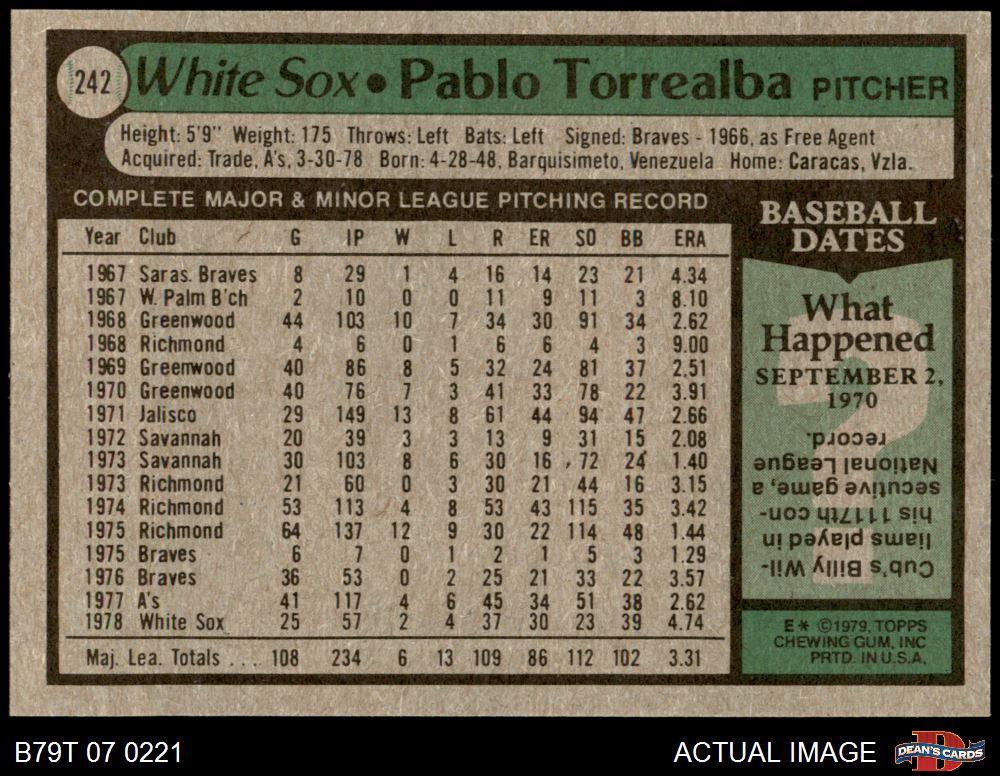 242 White Sox • Pablo Torrealba PITCHER
Height: 5'9" Weight: 175 Throws: Left Bats: Left Signed: Braves - 1966, as Free Agent
Acquired: Trade, A's, 3-30-78 Born: 4-28-48, Barquisimeto, Venezuela Home: Caracas, Vzla.
COMPLETE MAJOR & MINOR LEAGUE PITCHING RECORD
Year Club G IP W L R ER SO BB ERA
1967 Saras. Braves 8 29 1 4 16 14 23 21 4.34
1967 W. Palm B'ch 2 10 0 0 11 9 11 3 8.10
1968 Greenwood 44 103 10 7 34 30 91 34 2.62
1968 Richmond 4 6 0 1 6 6 4 3 9.00
1969 Greenwood 40 86 8 5 32 24 81 37 2.51
1970 Greenwood 40 76 7 3 41 33 78 22 3.91
1971 Jalisco 29 149 13 8 61 44 94 47 2.66
1972 Savannah 20 39 3 3 13 9 31 15 2.08
1973 Savannah 30 103 8 6 30 16 72 24 1.40
1973 Richmond 21 60 0 3 30 21 44 16 3.15
1974 Richmond 53 113 4 8 53 43 115 35 3.42
1975 Richmond 64 137 12 9 30 22 114 48 1.44
1975 Braves 6 7 0 1 2 1 5 3 1.29
1976 Braves 36 53 0 2 25 21 33 22 3.57
1977 A's 41 117 4 6 45 34 51 38 2.62
1978 White Sox 25 57 2 4 37 30 23 39 4.74
Maj. Lea. Totals ... 108 234 6 13 109 86 112 102 3.31
BASEBALL
DATES
What
Happened
SEPTEMBER 2,
1970
Cub's Billy Wil-
liams played in
his 1117th con-
secutive game, a
National League
record.
E* ©1979, TOPPS
CHEWING GUM, INC
PRTD. IN U.S.A.
B79T 07 0221
ACTUAL IMAGE
DEAN'S CARDS